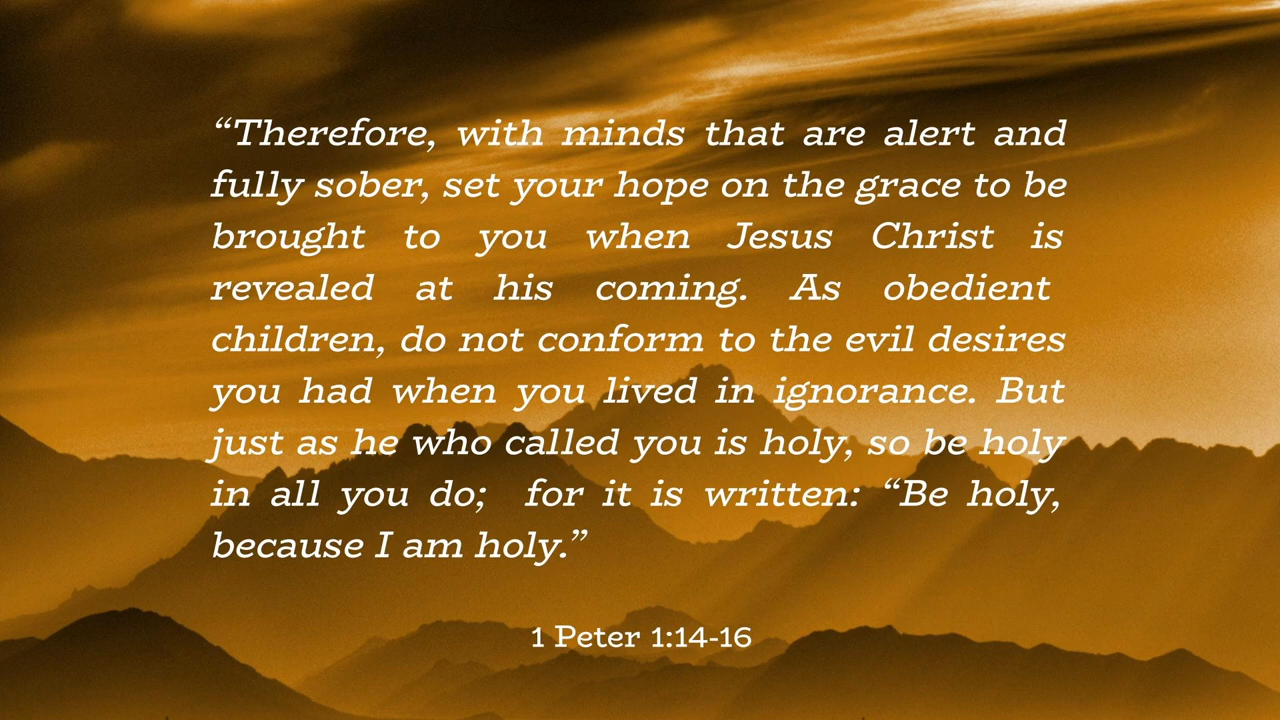 “Therefore, with minds that are alert and
fully sober, set your hope on the grace to be
brought to you when Jesus Christ is
revealed at his coming. As obedient
children, do not conform to the evil desires
you had when you lived in ignorance. But
just as he who called you is holy, so be holy
in all you do; for it is written: “Be holy,
because I am holy.”
1 Peter 1:14-16